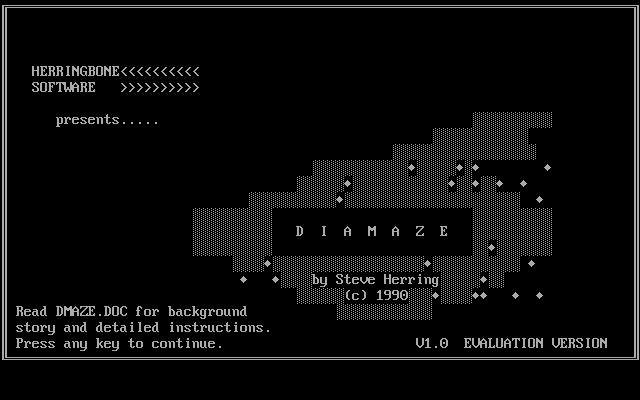 HERRINGBONE<<<<<<<<<<
SOFTWARE   >>>>>>>>>>
presents.....
D I A M A Z E
by Steve Herring
(c) 1990
Read DMAZE.DOC for background
story and detailed instructions.
Press any key to continue.
V1.0  EVALUATION VERSION